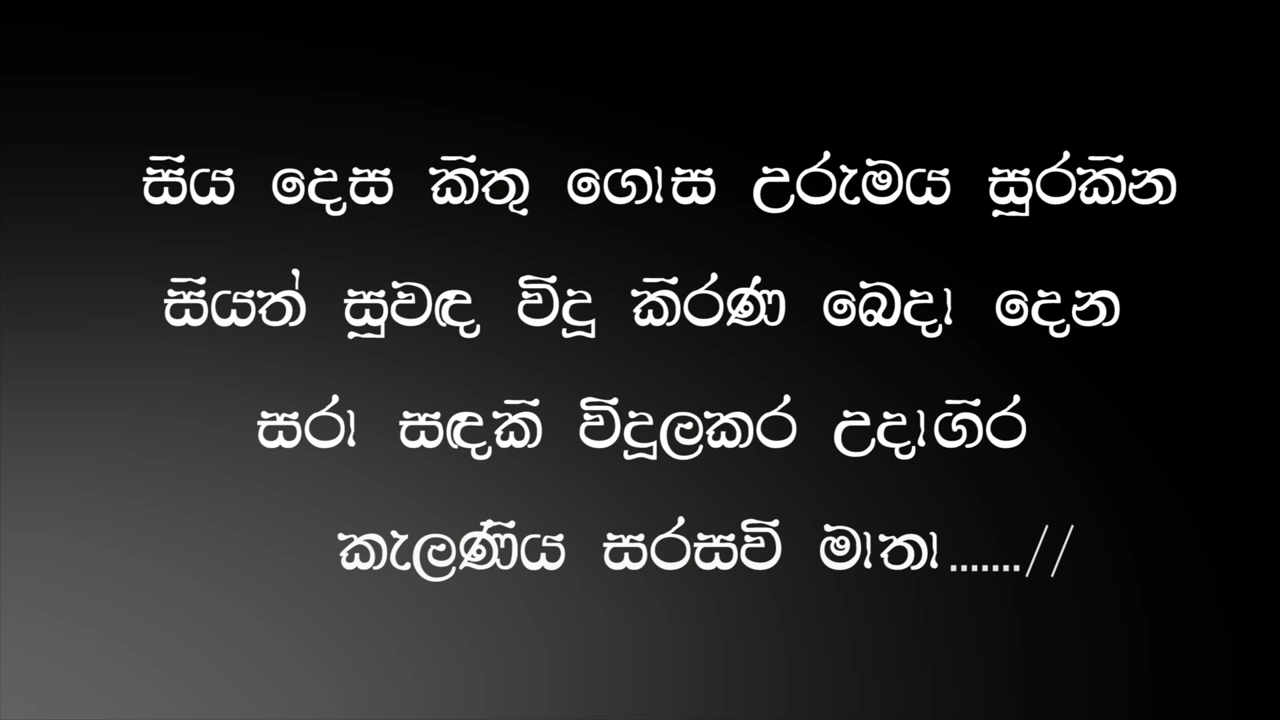 සිය දෙස කිතු ගොස උරුමය සුරකින
සියත් සුවඳ විදූ කිරණ බෙදා දෙන
සරා සඳකි විදූලකර උදාගිර
කැලණිය සරසවි මාතා.......//